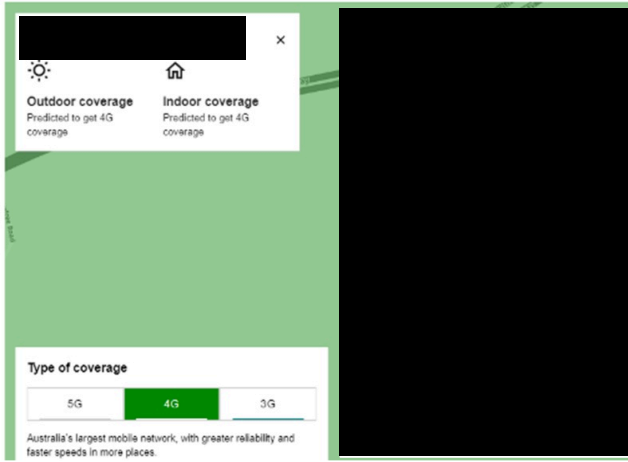 Outdoor coverage
Predicted to get 4G
coverage
Indoor coverage
Predicted to get 4G
coverage
Type of coverage
5G
4G
3G
Australia's largest mobile network, with greater reliability and
faster speeds in more places.